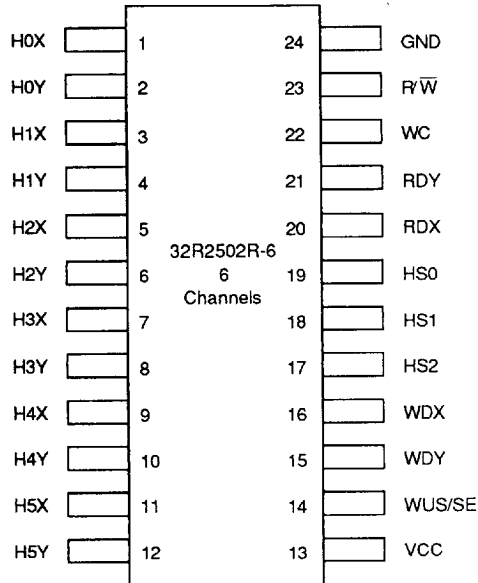 H0X 1 24 GND
H0Y 2 23 R/W̅
H1X 3 22 WC
H1Y 4 21 RDY
H2X 5 20 RDX
32R2502R-6
H2Y 6 6 19 HS0
Channels
H3X 7 18 HS1
H3Y 8 17 HS2
H4X 9 16 WDX
H4Y 10 15 WDY
H5X 11 14 WUS/SE
H5Y 12 13 VCC